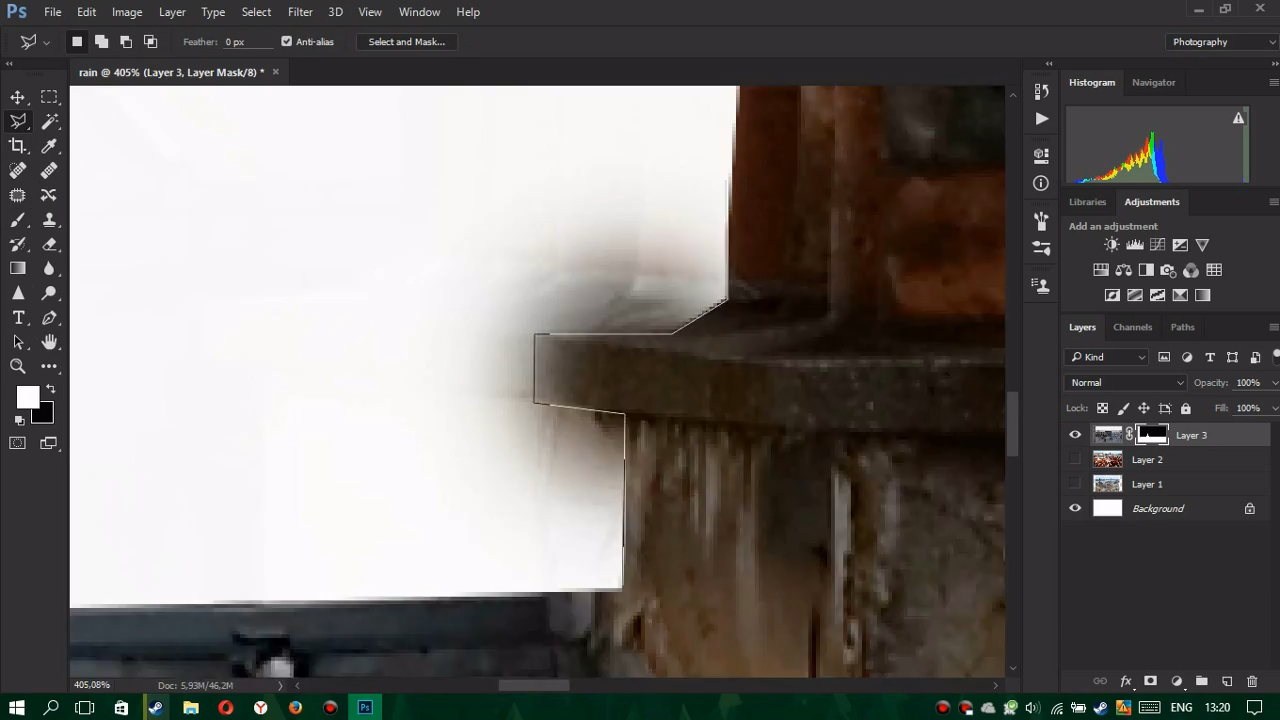 Ps File Edit Image Layer Type Select Filter 3D View Window Help
Feather: 0 px Anti-alias Select and Mask... Photography
rain @ 405% (Layer 3, Layer Mask/8) * ×
Histogram Navigator
Libraries Adjustments
Add an adjustment
Layers Channels Paths
Kind
Normal Opacity: 100%
Lock: Fill: 100%
Layer 3
Layer 2
Layer 1
Background
405,08% Doc: 5,93M/46,2M
fx
Ps ENG 13:20